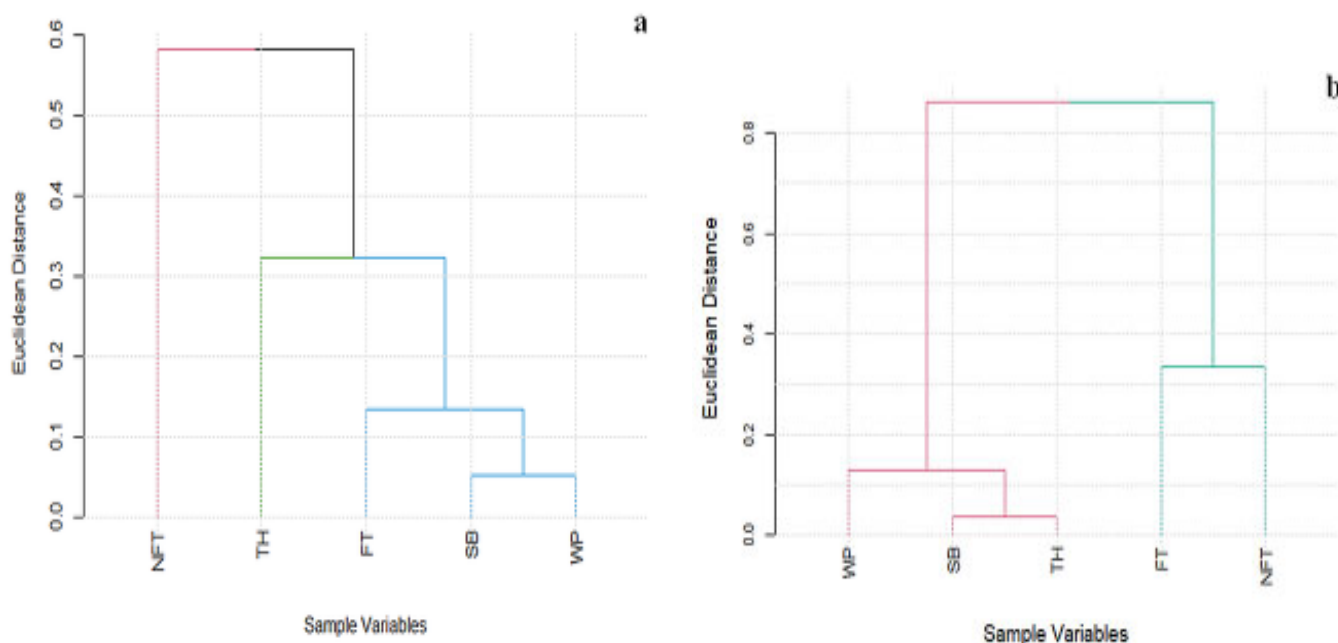 a
Euclidean Distance
0.6
0.5
0.4
0.3
0.2
0.1
0.0
NFT
TH
FT
SB
WP
Sample Variables
b
Euclidean Distance
0.8
0.6
0.4
0.2
0.0
WP
SB
TH
FT
NFT
Sample Variables